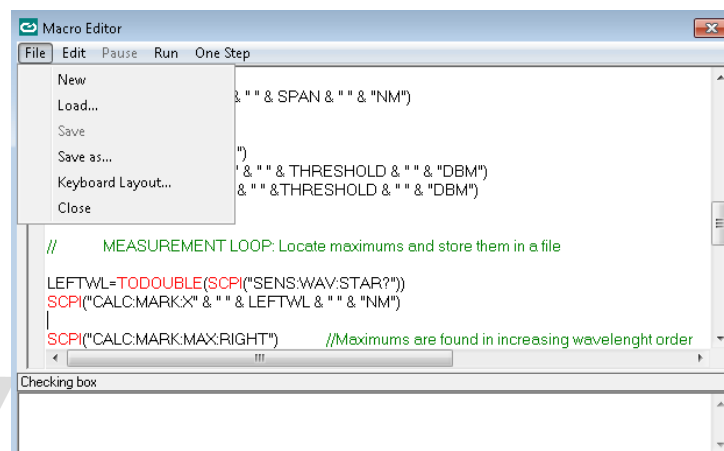 Macro Editor
File Edit Pause Run One Step
New
Load...
Save
Save as...
Keyboard Layout...
Close
& " " & SPAN & " " & "NM")
")
" & " " & THRESHOLD & " " & "DBM")
& " " &THRESHOLD & " " & "DBM")
// MEASUREMENT LOOP: Locate maximums and store them in a file
LEFTWL=TODOUBLE(SCPI("SENS:WAV:STAR?"))
SCPI("CALC:MARK:X" & " " & LEFTWL & " " & "NM")
SCPI("CALC:MARK:MAX:RIGHT") //Maximums are found in increasing wavelenght order
Checking box